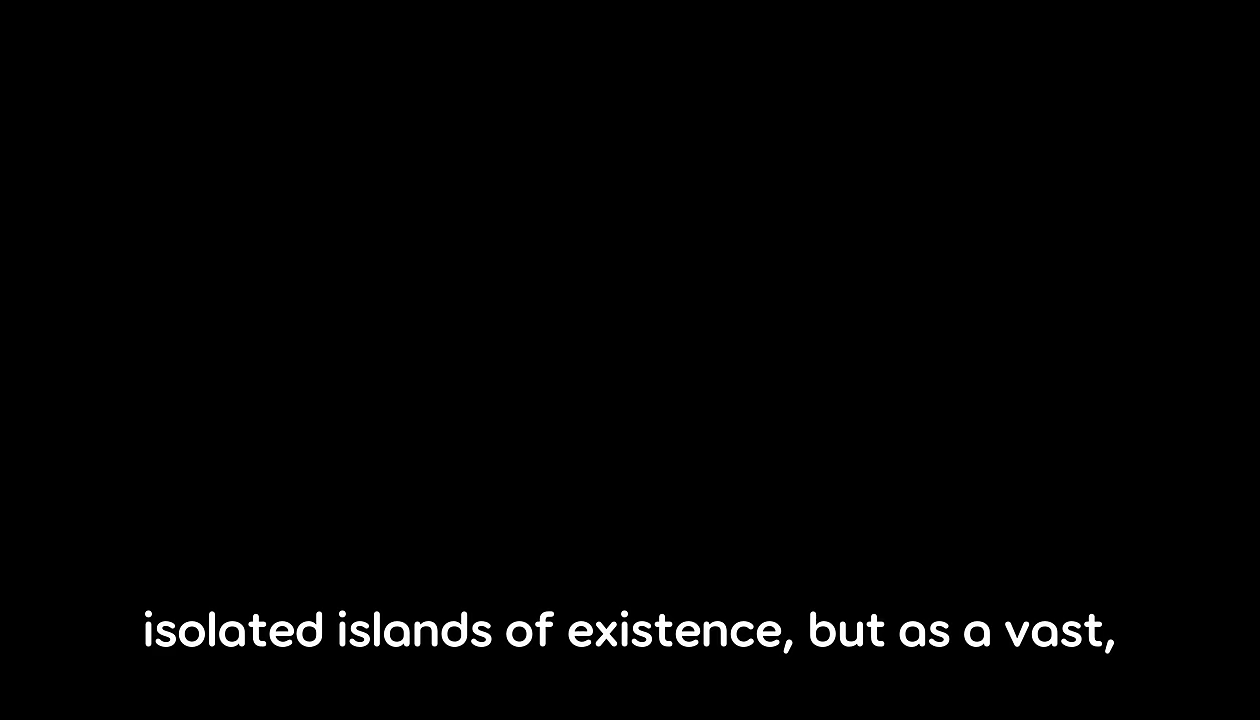 isolated islands of existence, but as a vast,